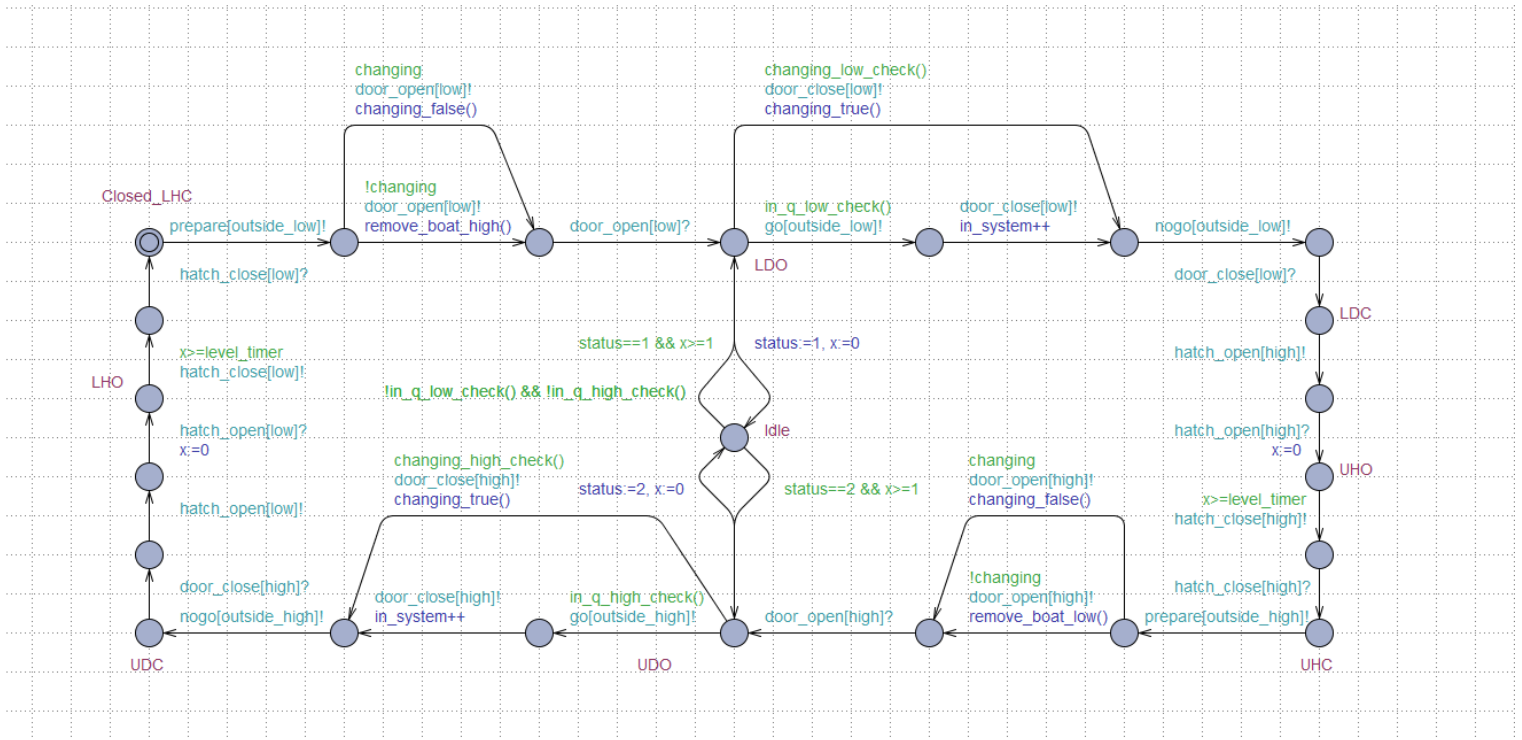 changing
door_open[low]!
changing_false()
changing_low_check()
door_close[low]!
changing_true()
Closed_LHC
prepare[outside_low]!
!changing
door_open[low]!
remove_boat_high()
door_open[low]?
in_q_low_check()
go[outside_low]!
door_close[low]!
in_system++
nogo[outside_low]!
LDO
hatch_close[low]?
door_close[low]?
LDC
status==1 && x>=1
status:=1, x:=0
x>=level_timer
hatch_close[low]!
hatch_open[high]!
LHO
!in_q_low_check() && !in_q_high_check()
Idle
hatch_open[low]?
x:=0
hatch_open[high]?
x:=0
UHO
changing_high_check()
door_close[high]!
changing_true()
status:=2, x:=0
status==2 && x>=1
changing
door_open[high]!
changing_false()
x>=level_timer
hatch_close[high]!
hatch_open[low]!
door_close[high]?
nogo[outside_high]!
door_close[high]!
in_system++
in_q_high_check()
go[outside_high]!
door_open[high]?
!changing
door_open[high]!
remove_boat_low()
hatch_close[high]?
prepare[outside_high]!
UDC
UDO
UHC